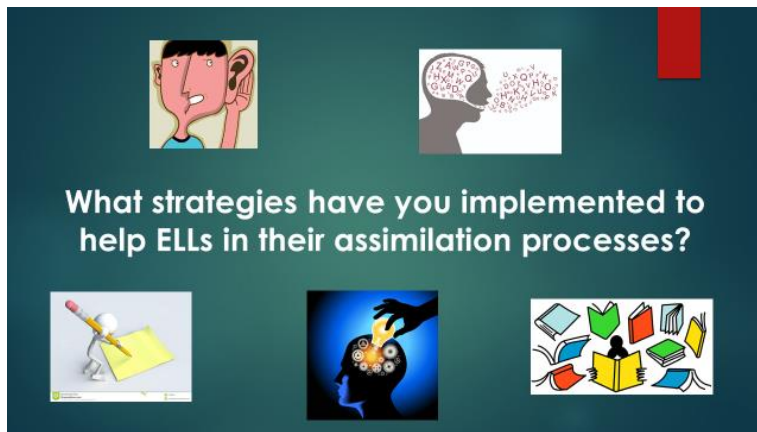 What strategies have you implemented to
help ELLs in their assimilation processes?